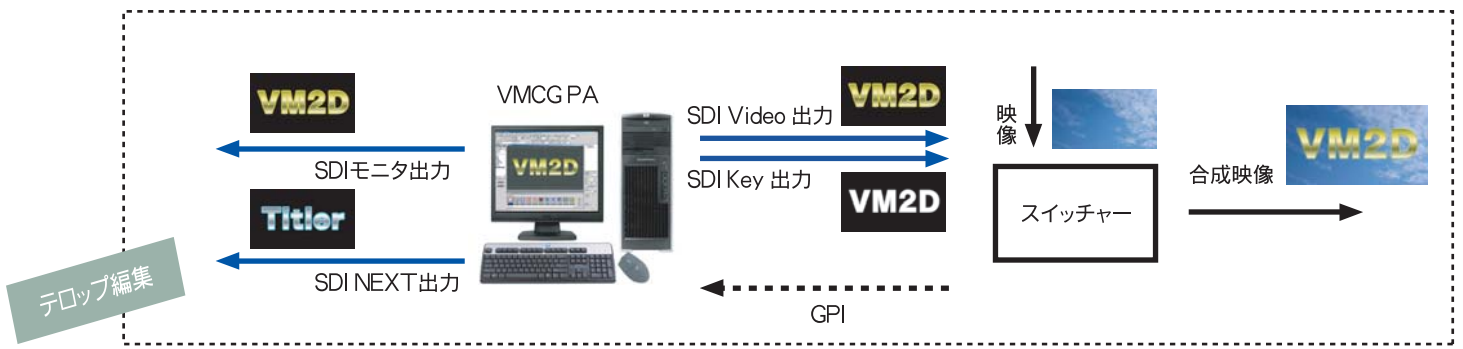 VM2D
SDIモニタ出力
Titler
SDI NEXT出力
テロップ編集
VMCG PA
VM2D
SDI Video 出力
VM2D
SDI Key 出力
VM2D
GPI
映像
スイッチャー
合成映像
VM2D